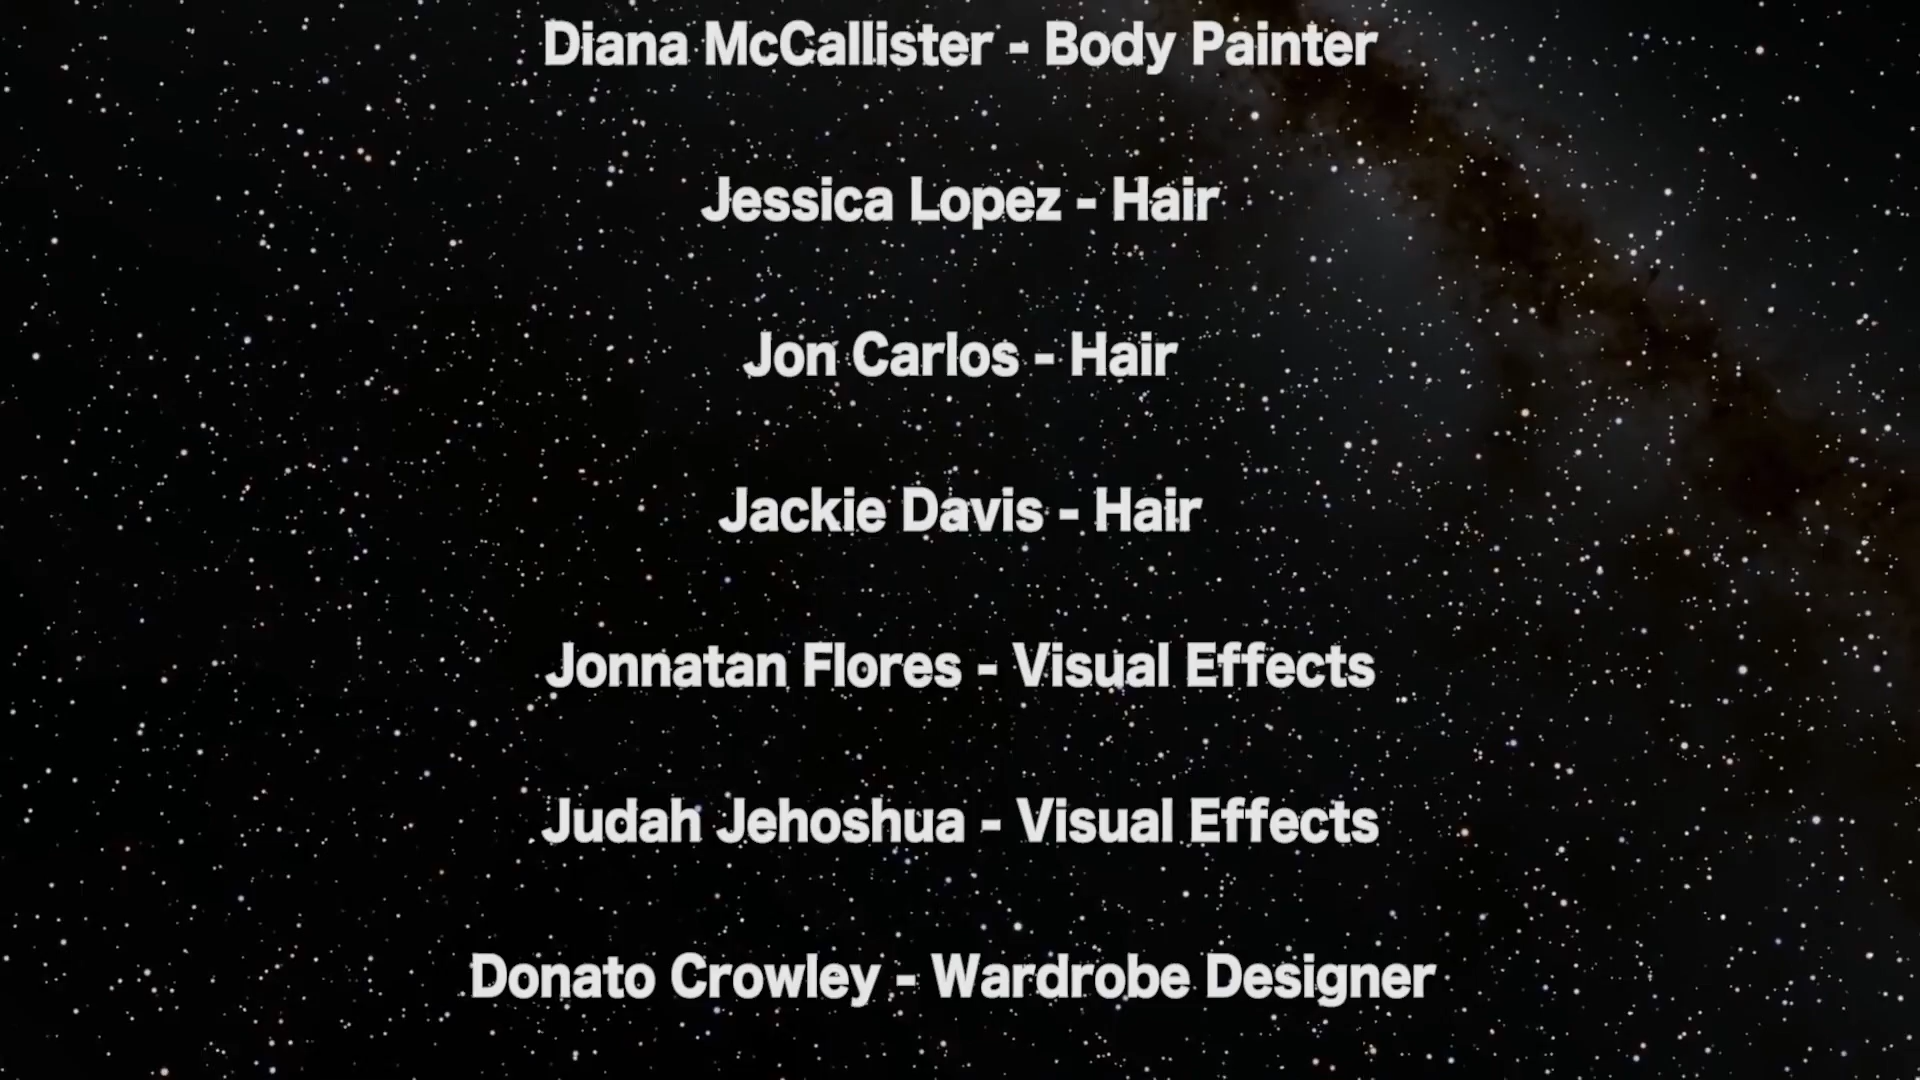 Diana McCallister - Body Painter
Jessica Lopez - Hair
Jon Carlos - Hair
Jackie Davis - Hair
Jonnatan Flores - Visual Effects
Judah Jehoshua - Visual Effects
Donato Crowley - Wardrobe Designer